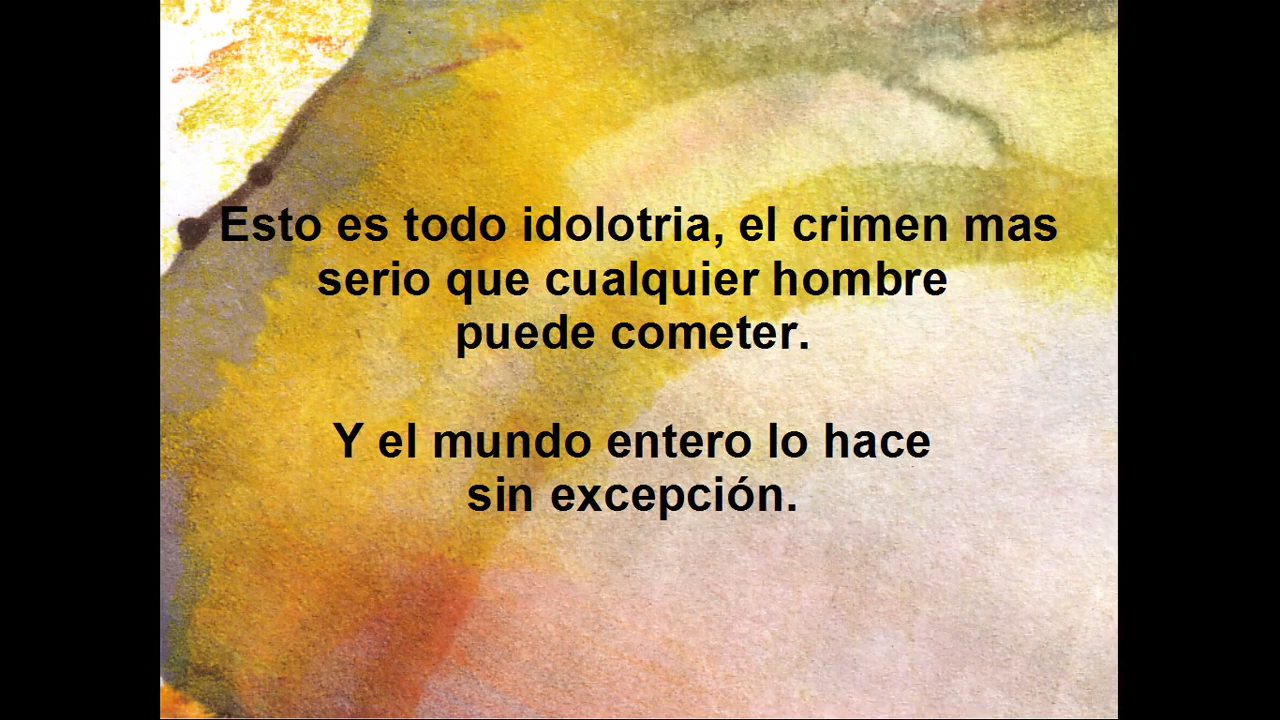 Esto es todo idolotria, el crimen mas
serio que cualquier hombre
puede cometer.
Y el mundo entero lo hace
sin excepción.